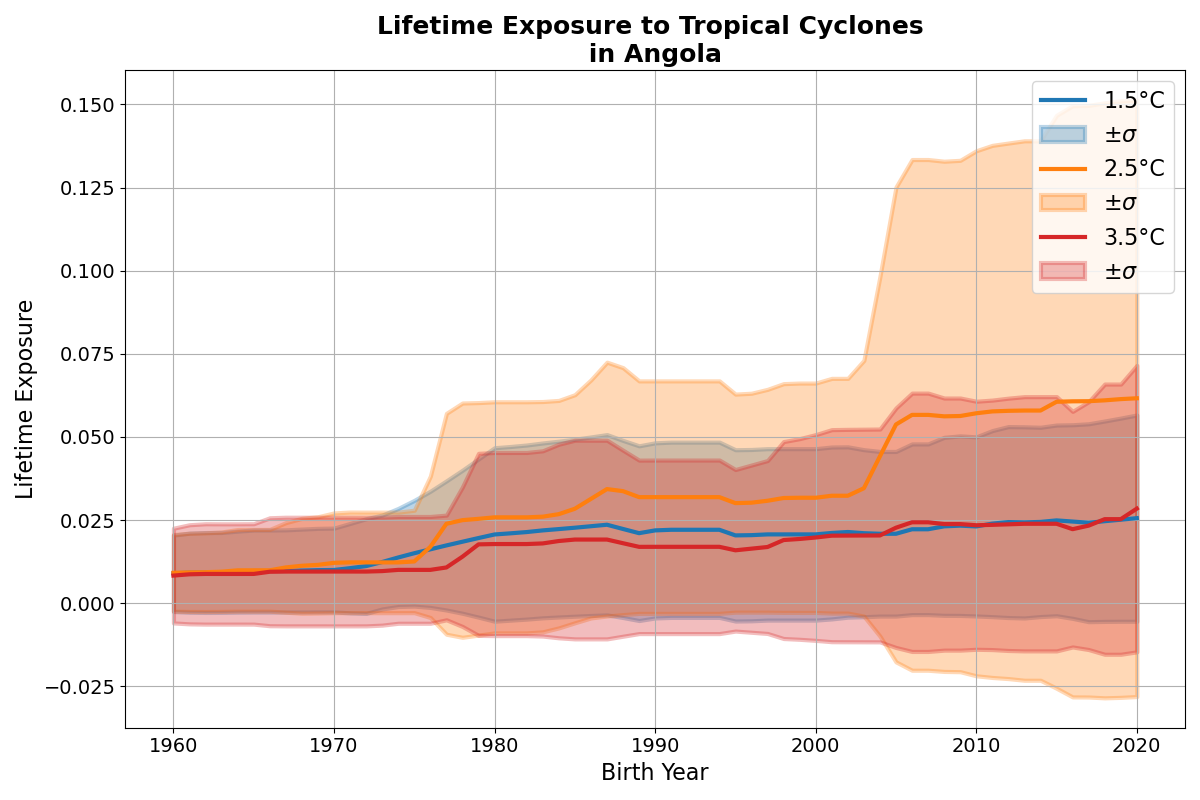 Lifetime Exposure to Tropical Cyclones
in Angola
0.150
0.125
0.100
0.075
0.050
0.025
0.000
−0.025
Lifetime Exposure
1960
1970
1980
1990
2000
2010
2020
Birth Year
1.5°C
±σ
2.5°C
±σ
3.5°C
±σ